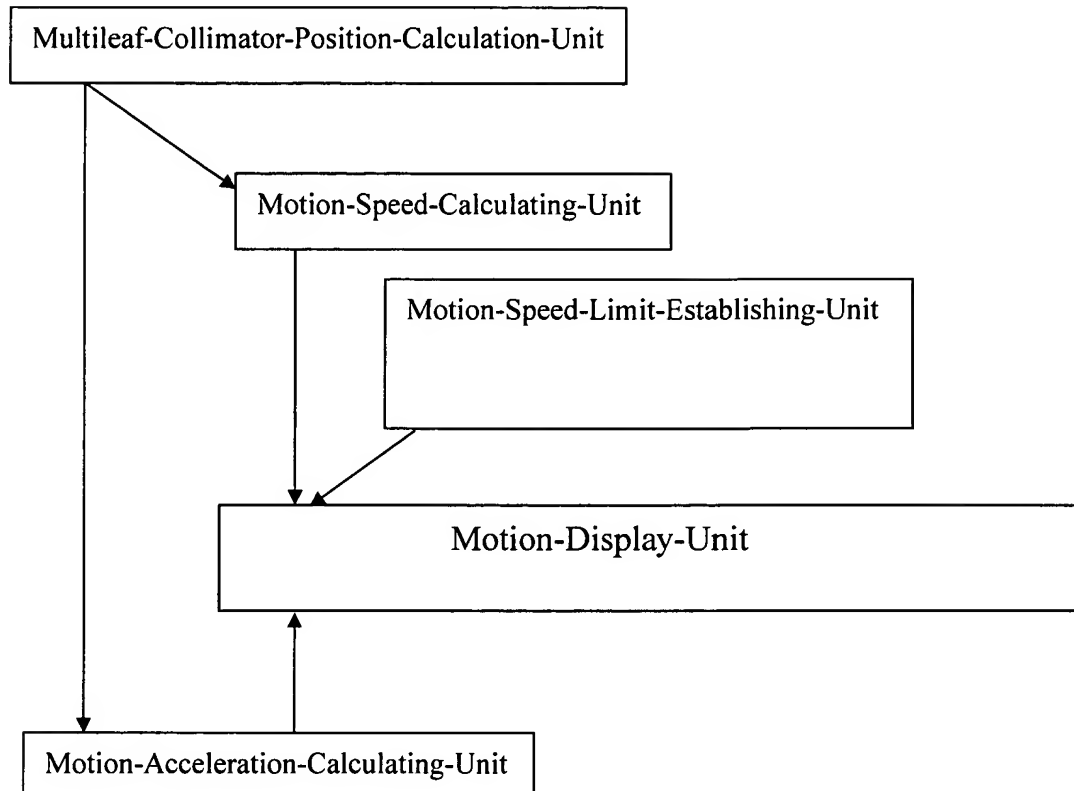 Multileaf-Collimator-Position-Calculation-Unit
Motion-Speed-Calculating-Unit
Motion-Speed-Limit-Establishing-Unit
Motion-Display-Unit
Motion-Acceleration-Calculating-Unit